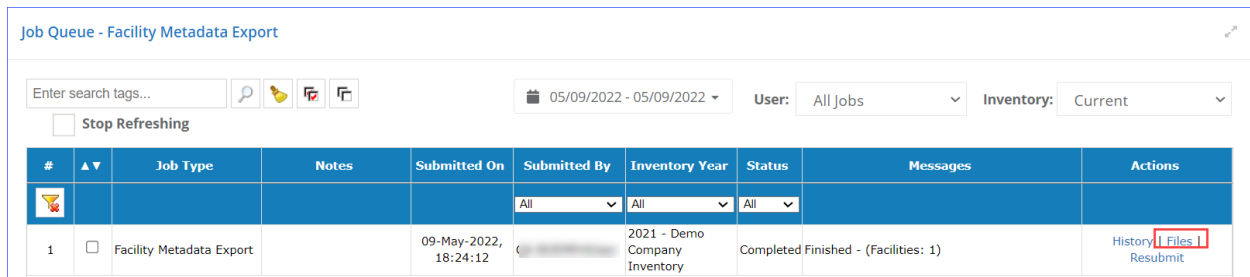 Job Queue - Facility Metadata Export
Enter search tags...
05/09/2022 - 05/09/2022
User: All Jobs
Inventory: Current
Stop Refreshing
# ▲▼ Job Type Notes Submitted On Submitted By Inventory Year Status Messages Actions
All All All
1 Facility Metadata Export 09-May-2022, 18:24:12 2021 - Demo Company Inventory Completed Finished - (Facilities: 1) History | Files | Resubmit